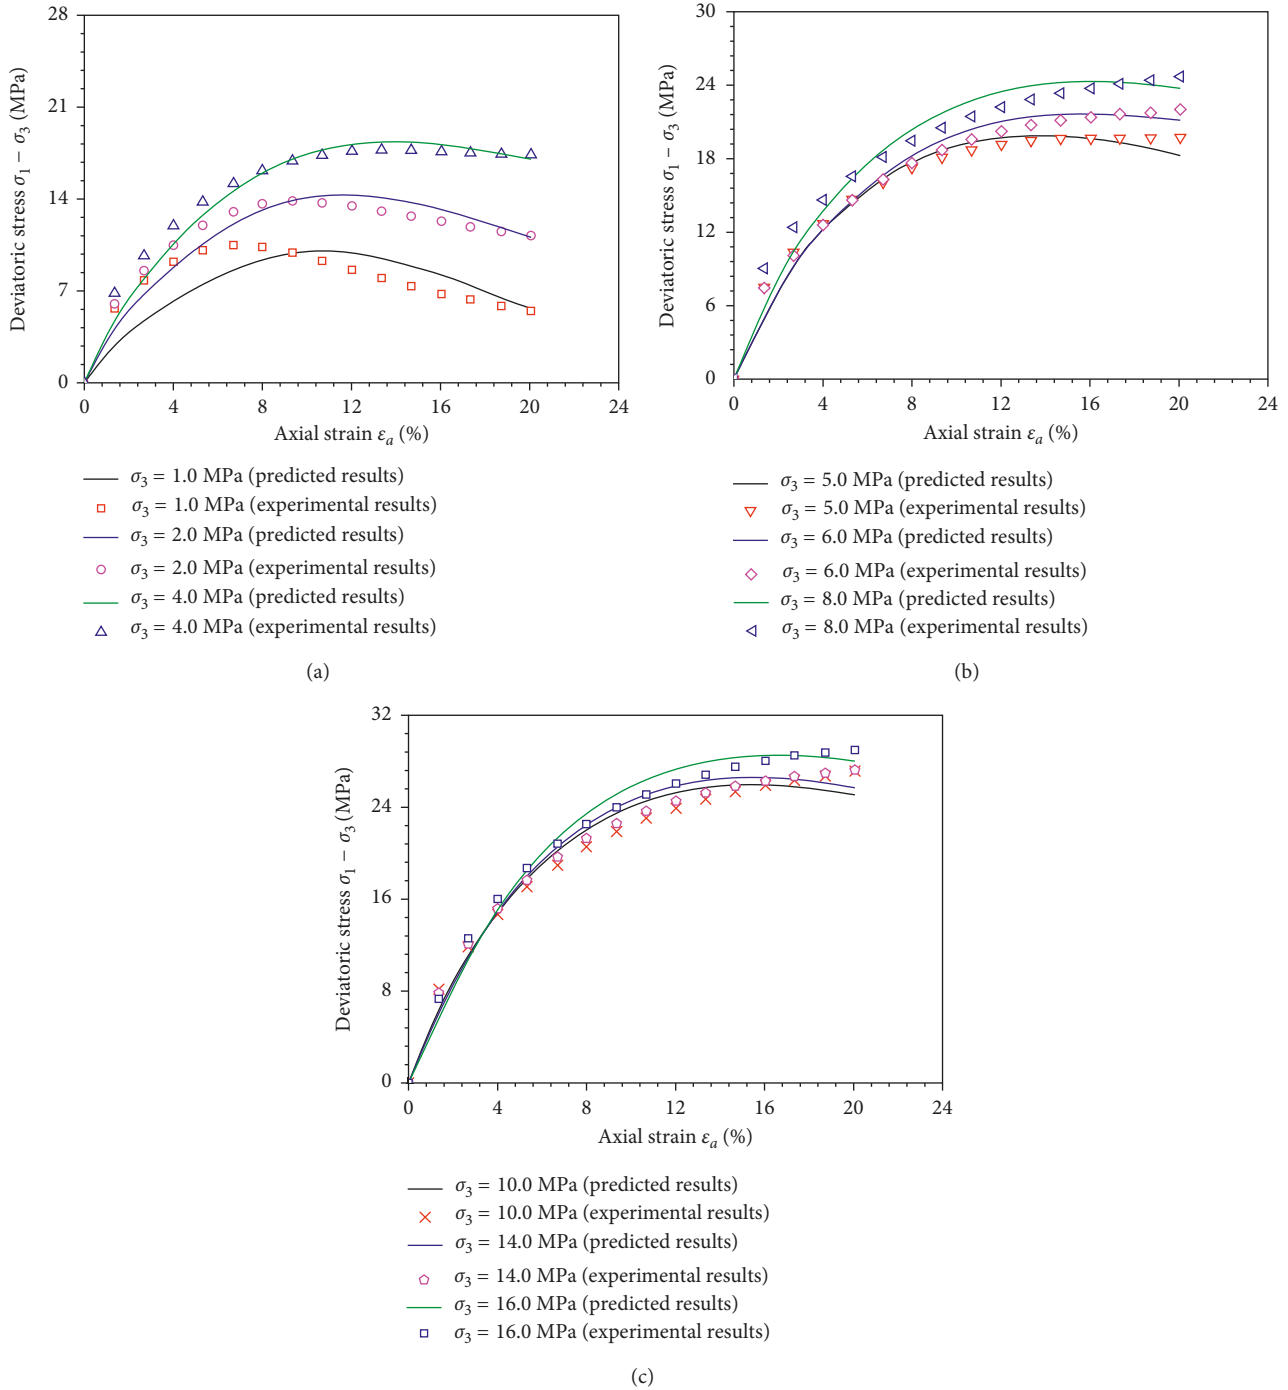 28
21
14
7
0
Deviatoric stress σ1 − σ3 (MPa)
0 4 8 12 16 20 24
Axial strain εa (%)
σ3 = 1.0 MPa (predicted results)
σ3 = 1.0 MPa (experimental results)
σ3 = 2.0 MPa (predicted results)
σ3 = 2.0 MPa (experimental results)
σ3 = 4.0 MPa (predicted results)
σ3 = 4.0 MPa (experimental results)
(a)
30
24
18
12
6
0
Deviatoric stress σ1 − σ3 (MPa)
0 4 8 12 16 20 24
Axial strain εa (%)
σ3 = 5.0 MPa (predicted results)
σ3 = 5.0 MPa (experimental results)
σ3 = 6.0 MPa (predicted results)
σ3 = 6.0 MPa (experimental results)
σ3 = 8.0 MPa (predicted results)
σ3 = 8.0 MPa (experimental results)
(b)
32
24
16
8
0
Deviatoric stress σ1 − σ3 (MPa)
0 4 8 12 16 20 24
Axial strain εa (%)
σ3 = 10.0 MPa (predicted results)
σ3 = 10.0 MPa (experimental results)
σ3 = 14.0 MPa (predicted results)
σ3 = 14.0 MPa (experimental results)
σ3 = 16.0 MPa (predicted results)
σ3 = 16.0 MPa (experimental results)
(c)